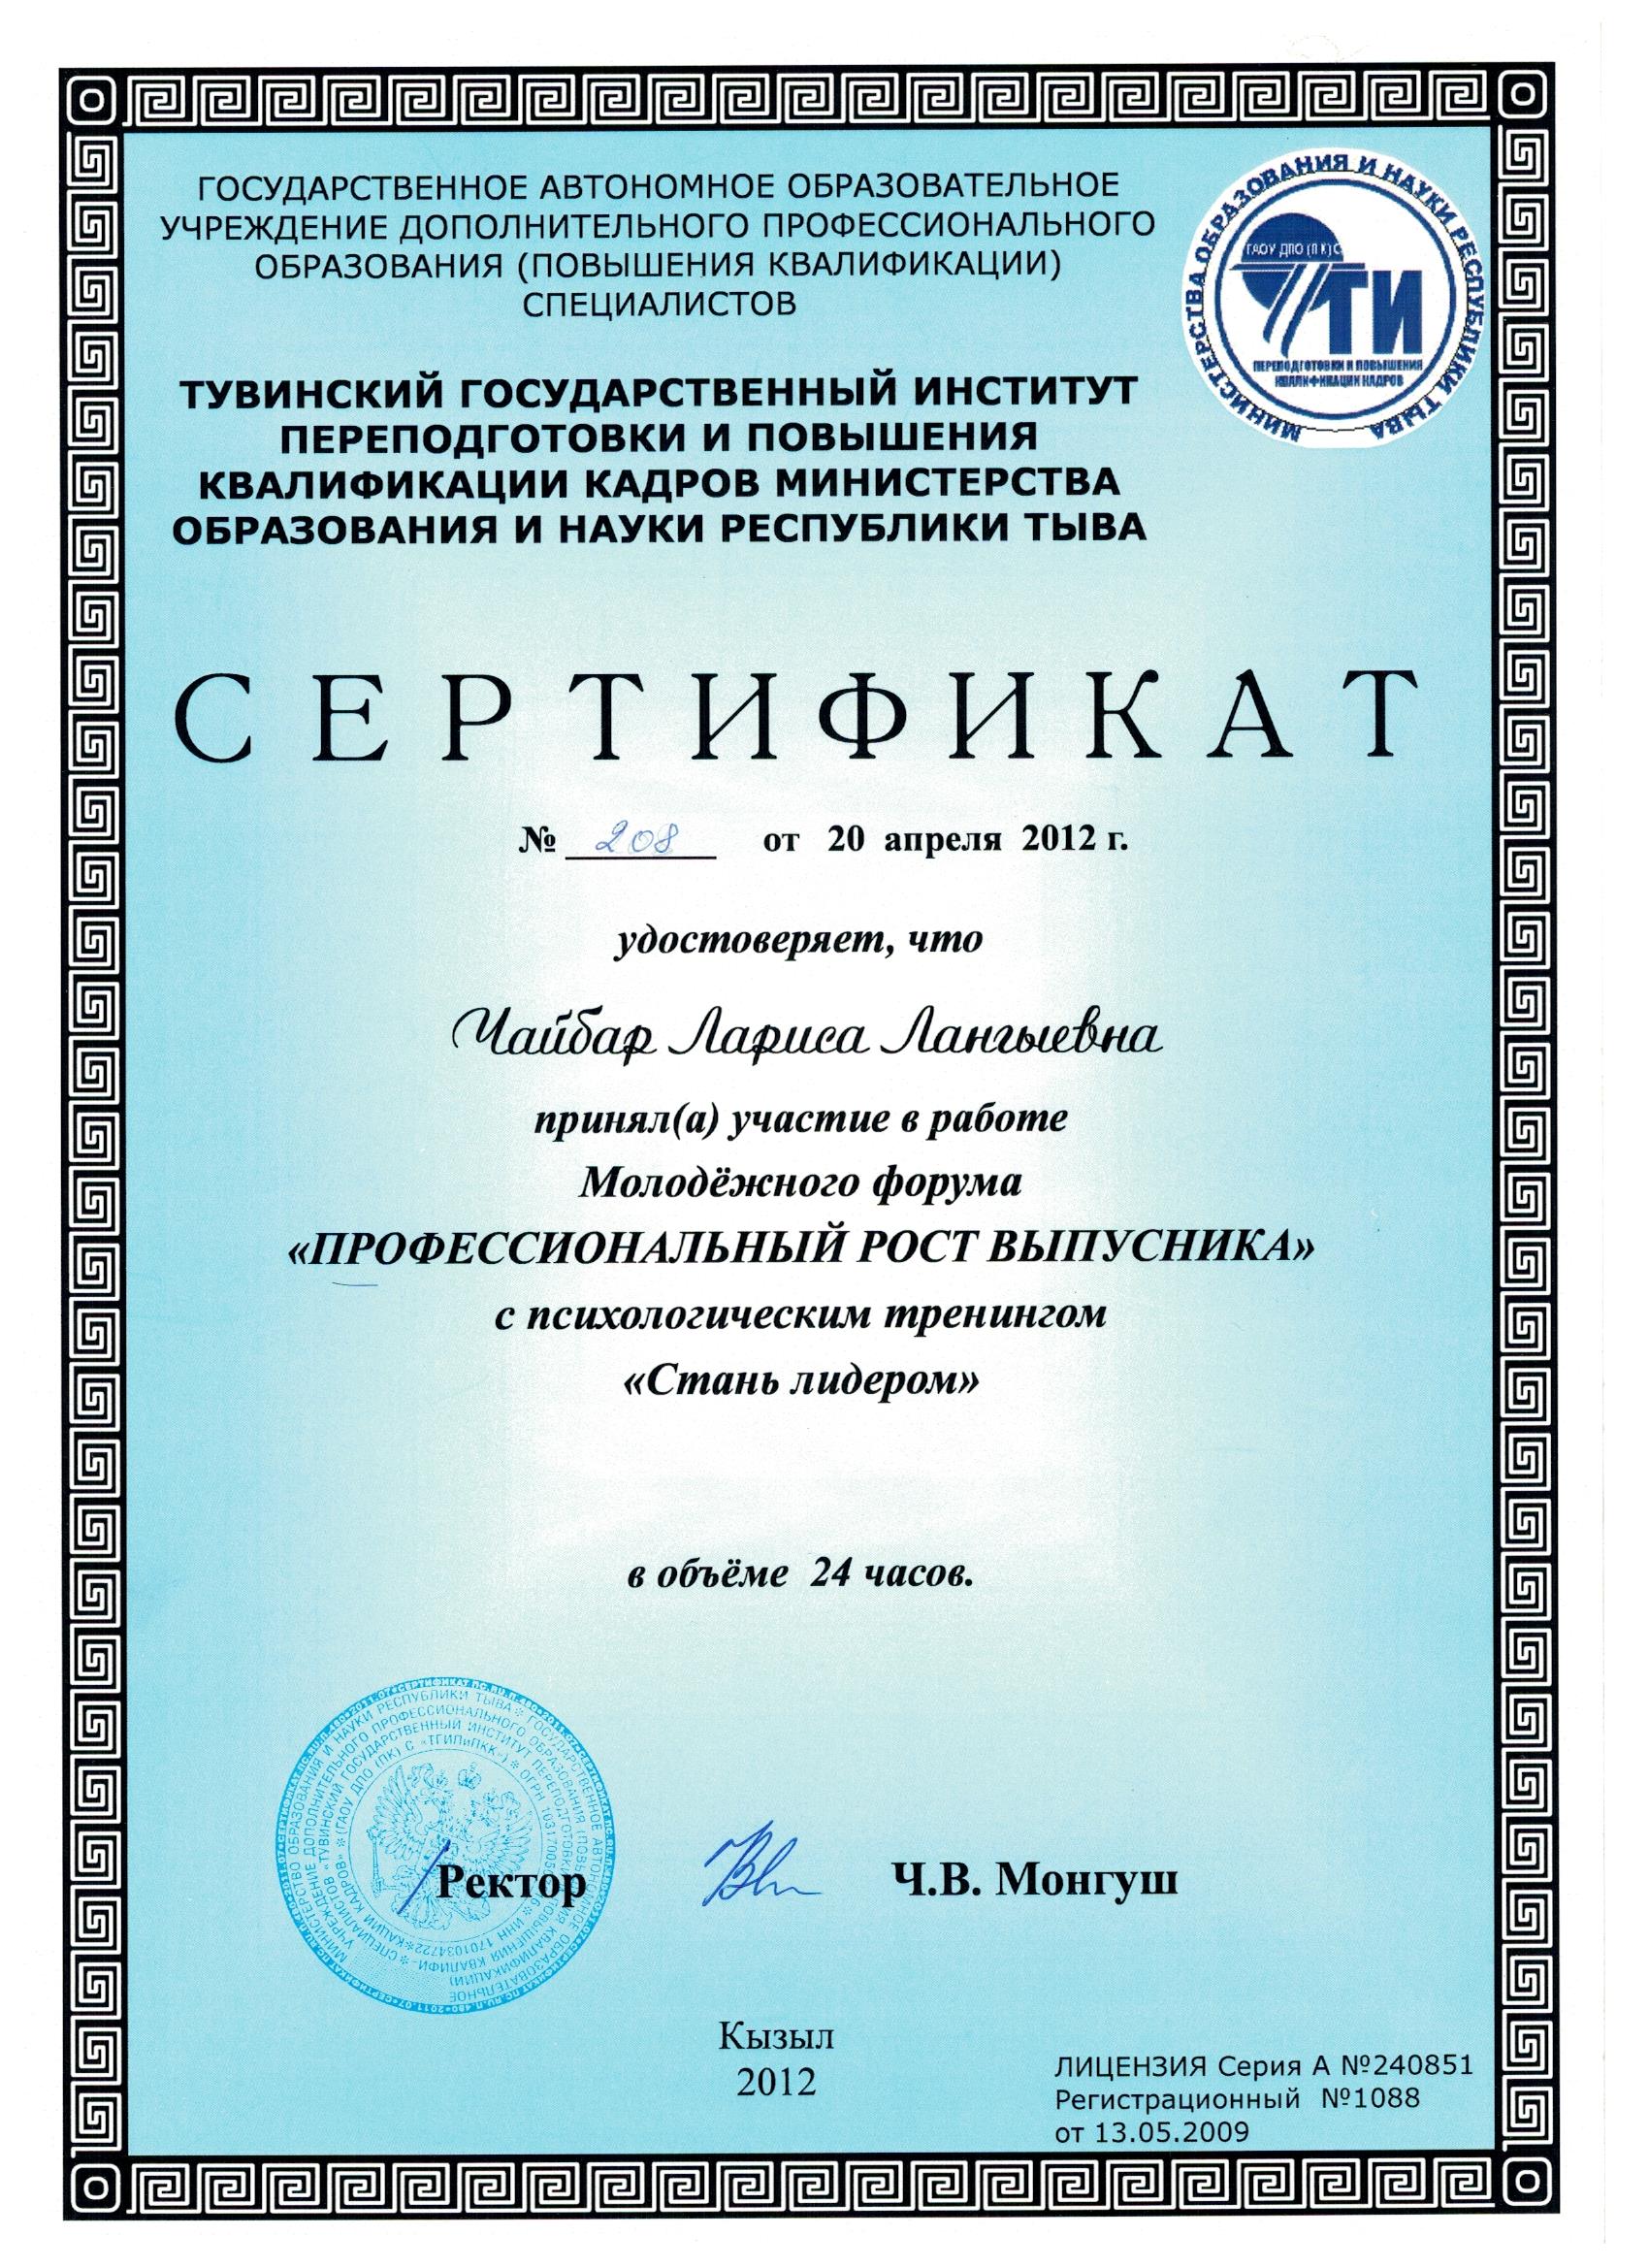 ГОСУДАРСТВЕННОЕ АВТОНОМНОЕ ОБРАЗОВАТЕЛЬНОЕ
УЧРЕЖДЕНИЕ ДОПОЛНИТЕЛЬНОГО ПРОФЕССИОНАЛЬНОГО
ОБРАЗОВАНИЯ (ПОВЫШЕНИЯ КВАЛИФИКАЦИИ)
СПЕЦИАЛИСТОВ
МИНИСТЕРСТВА ОБРАЗОВАНИЯ И НАУКИ РЕСПУБЛИКИ ТЫВА
ГАОУ ДПО (ПК)С
ТИ
ПЕРЕПОДГОТОВКИ И ПОВЫШЕНИЯ
КВАЛИФИКАЦИИ КАДРОВ
ТУВИНСКИЙ ГОСУДАРСТВЕННЫЙ ИНСТИТУТ
ПЕРЕПОДГОТОВКИ И ПОВЫШЕНИЯ
КВАЛИФИКАЦИИ КАДРОВ МИНИСТЕРСТВА
ОБРАЗОВАНИЯ И НАУКИ РЕСПУБЛИКИ ТЫВА
СЕРТИФИКАТ
№ 208 от 20 апреля 2012 г.
удостоверяет, что
Чайбар Лариса Лангыевна
принял(а) участие в работе
Молодёжного форума
«ПРОФЕССИОНАЛЬНЫЙ РОСТ ВЫПУСНИКА»
с психологическим тренингом
«Стань лидером»
в объёме 24 часов.
Ректор Ч.В. Монгуш
Кызыл
2012
ЛИЦЕНЗИЯ Серия А №240851
Регистрационный №1088
от 13.05.2009